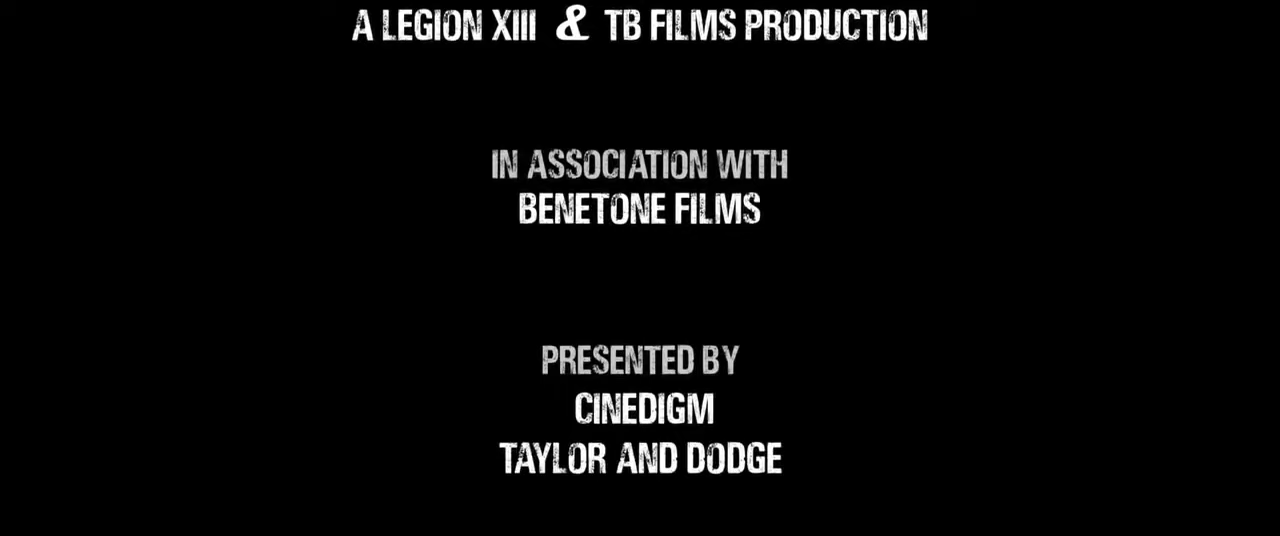 A LEGION XIII & TB FILMS PRODUCTION
IN ASSOCIATION WITH
BENETONE FILMS
PRESENTED BY
CINEDIGM
TAYLOR AND DODGE